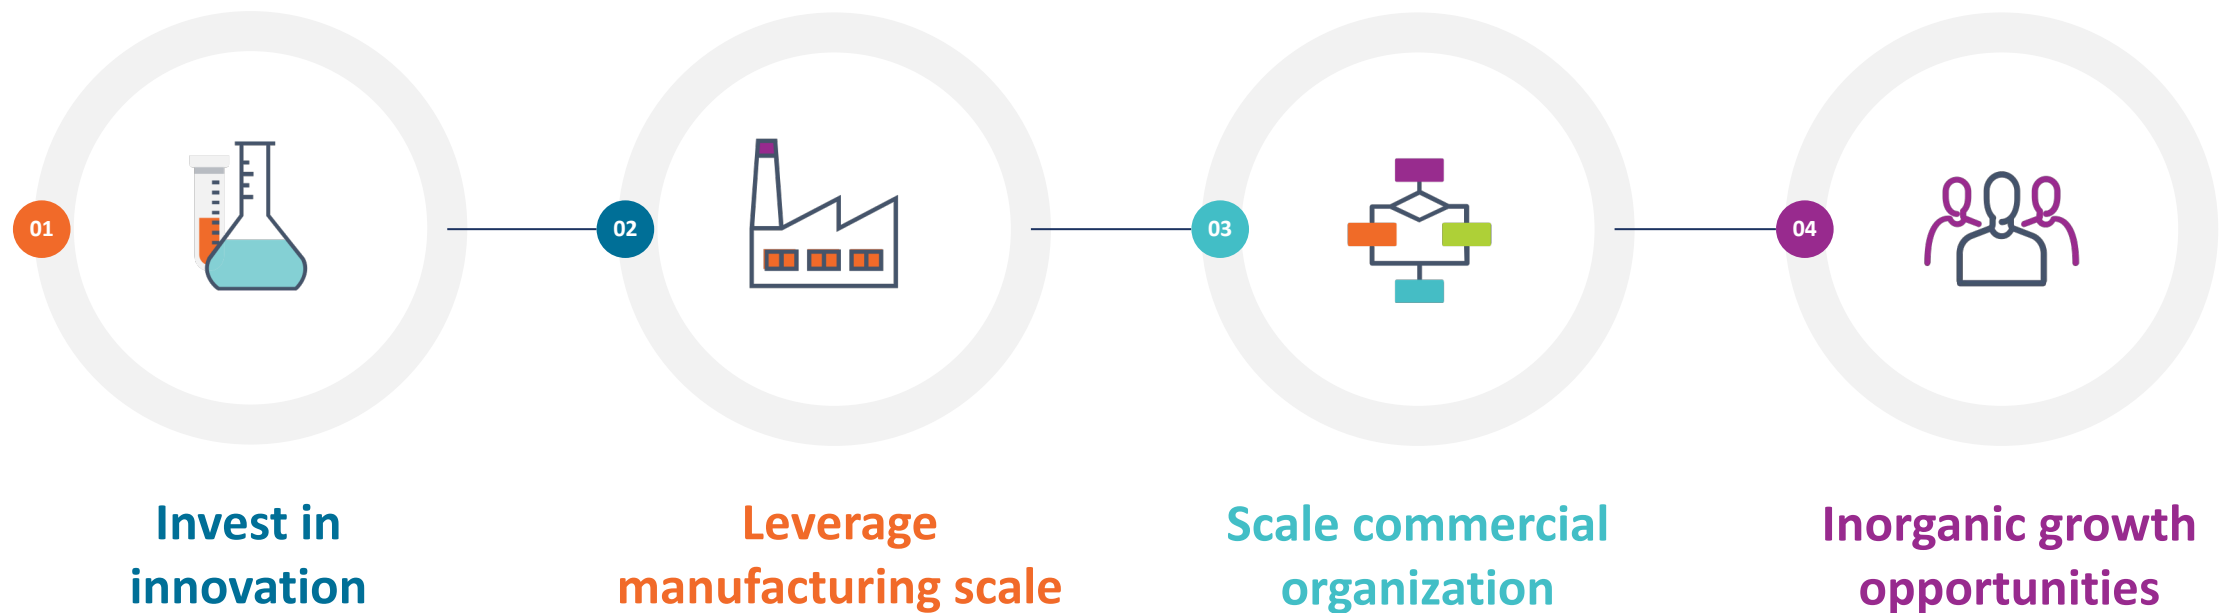 01
02
03
04
Invest in
innovation
Leverage
manufacturing scale
Scale commercial
organization
Inorganic growth
opportunities